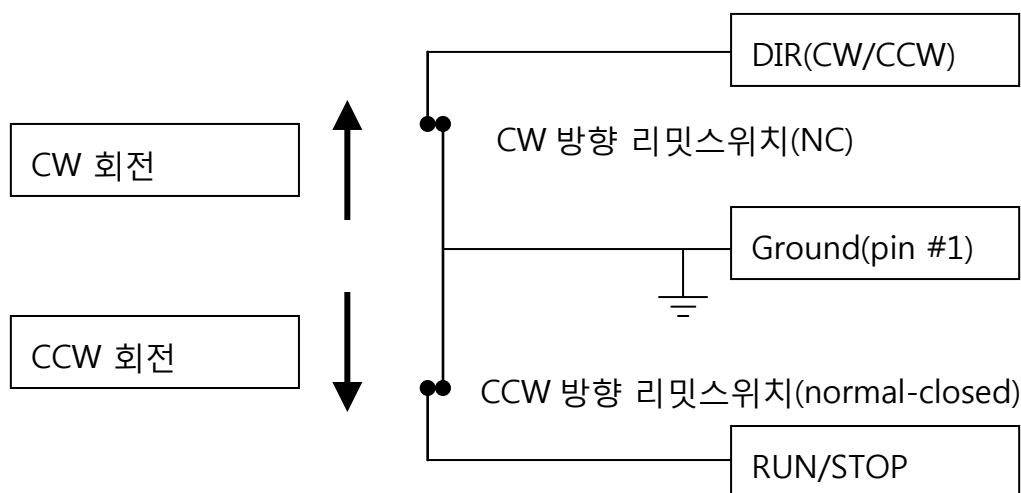 DIR(CW/CCW)
CW 방향 리밋스위치(NC)
CW 회전
Ground(pin #1)
CCW 회전
CCW 방향 리밋스위치(normal-closed)
RUN/STOP